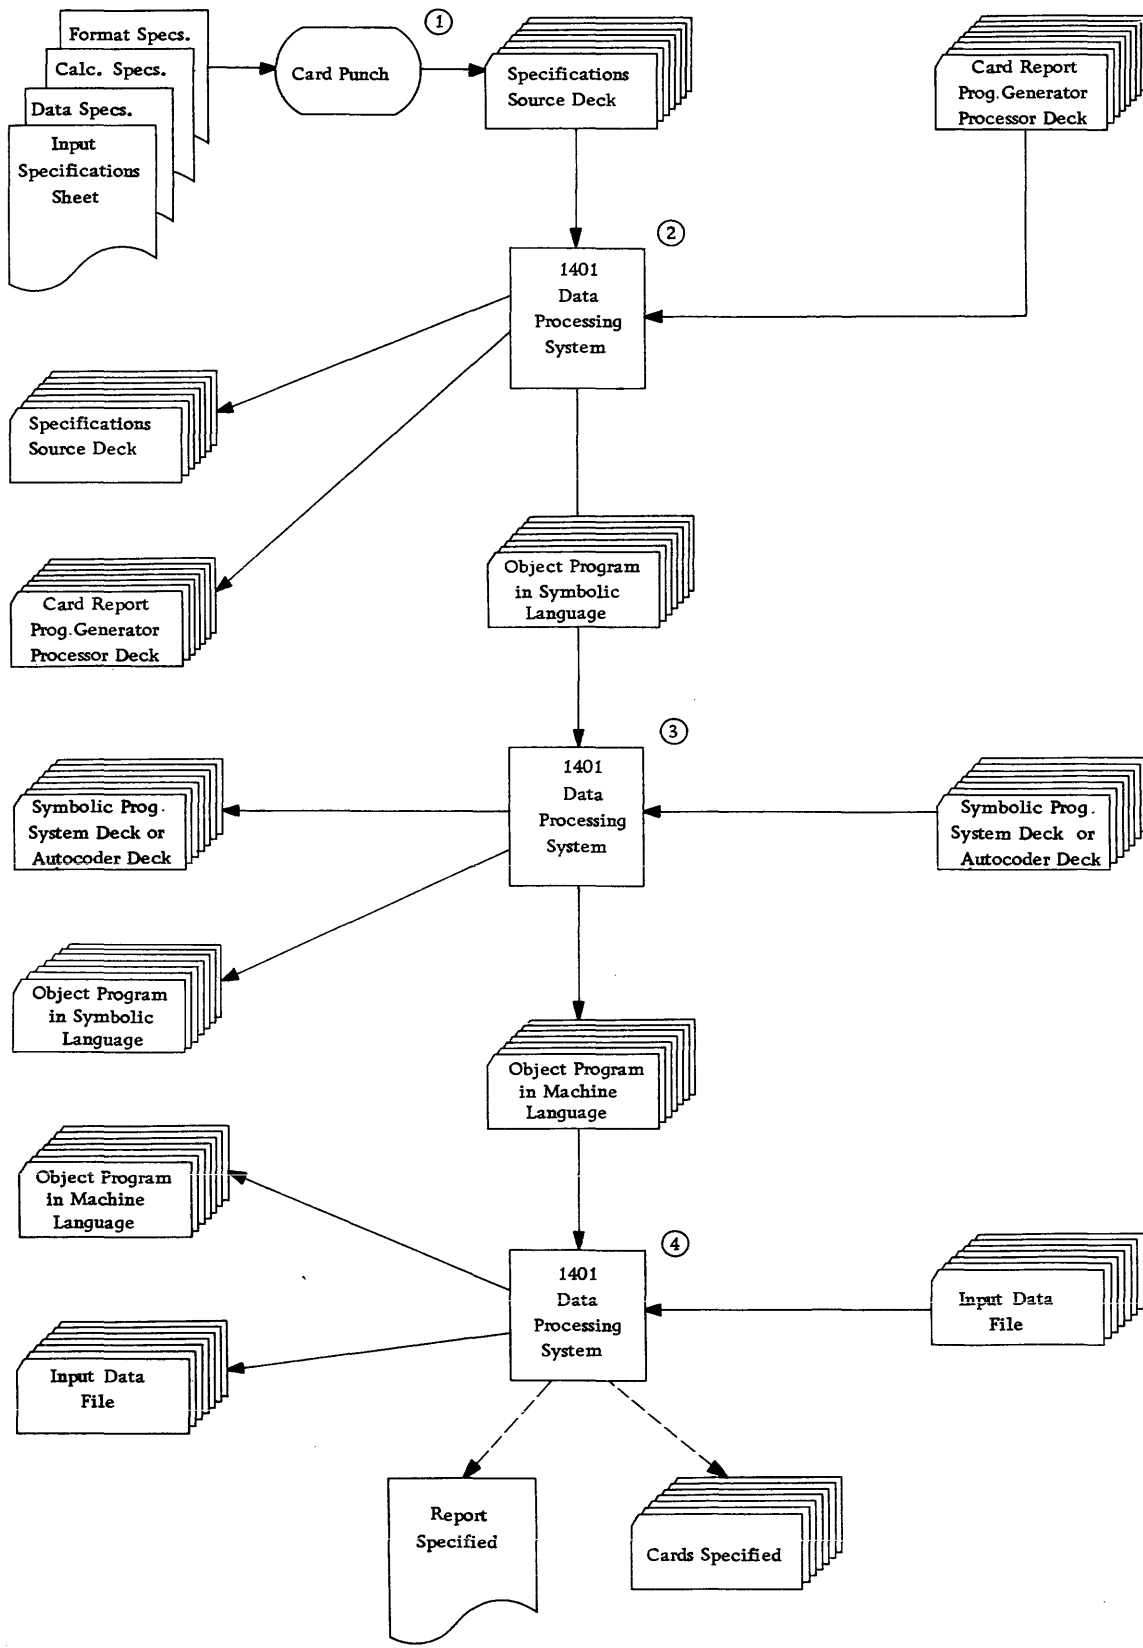 Format Specs.
Calc. Specs.
Data Specs.
Input
Specifications
Sheet
Card Punch
1
Specifications
Source Deck
Card Report
Prog.Generator
Processor Deck
2
1401
Data
Processing
System
Specifications
Source Deck
Card Report
Prog.Generator
Processor Deck
Object Program
in Symbolic
Language
3
1401
Data
Processing
System
Symbolic Prog.
System Deck or
Autocoder Deck
Symbolic Prog.
System Deck or
Autocoder Deck
Object Program
in Symbolic
Language
Object Program
in Machine
Language
Object Program
in Machine
Language
4
1401
Data
Processing
System
Input Data
File
Input Data
File
Report
Specified
Cards Specified